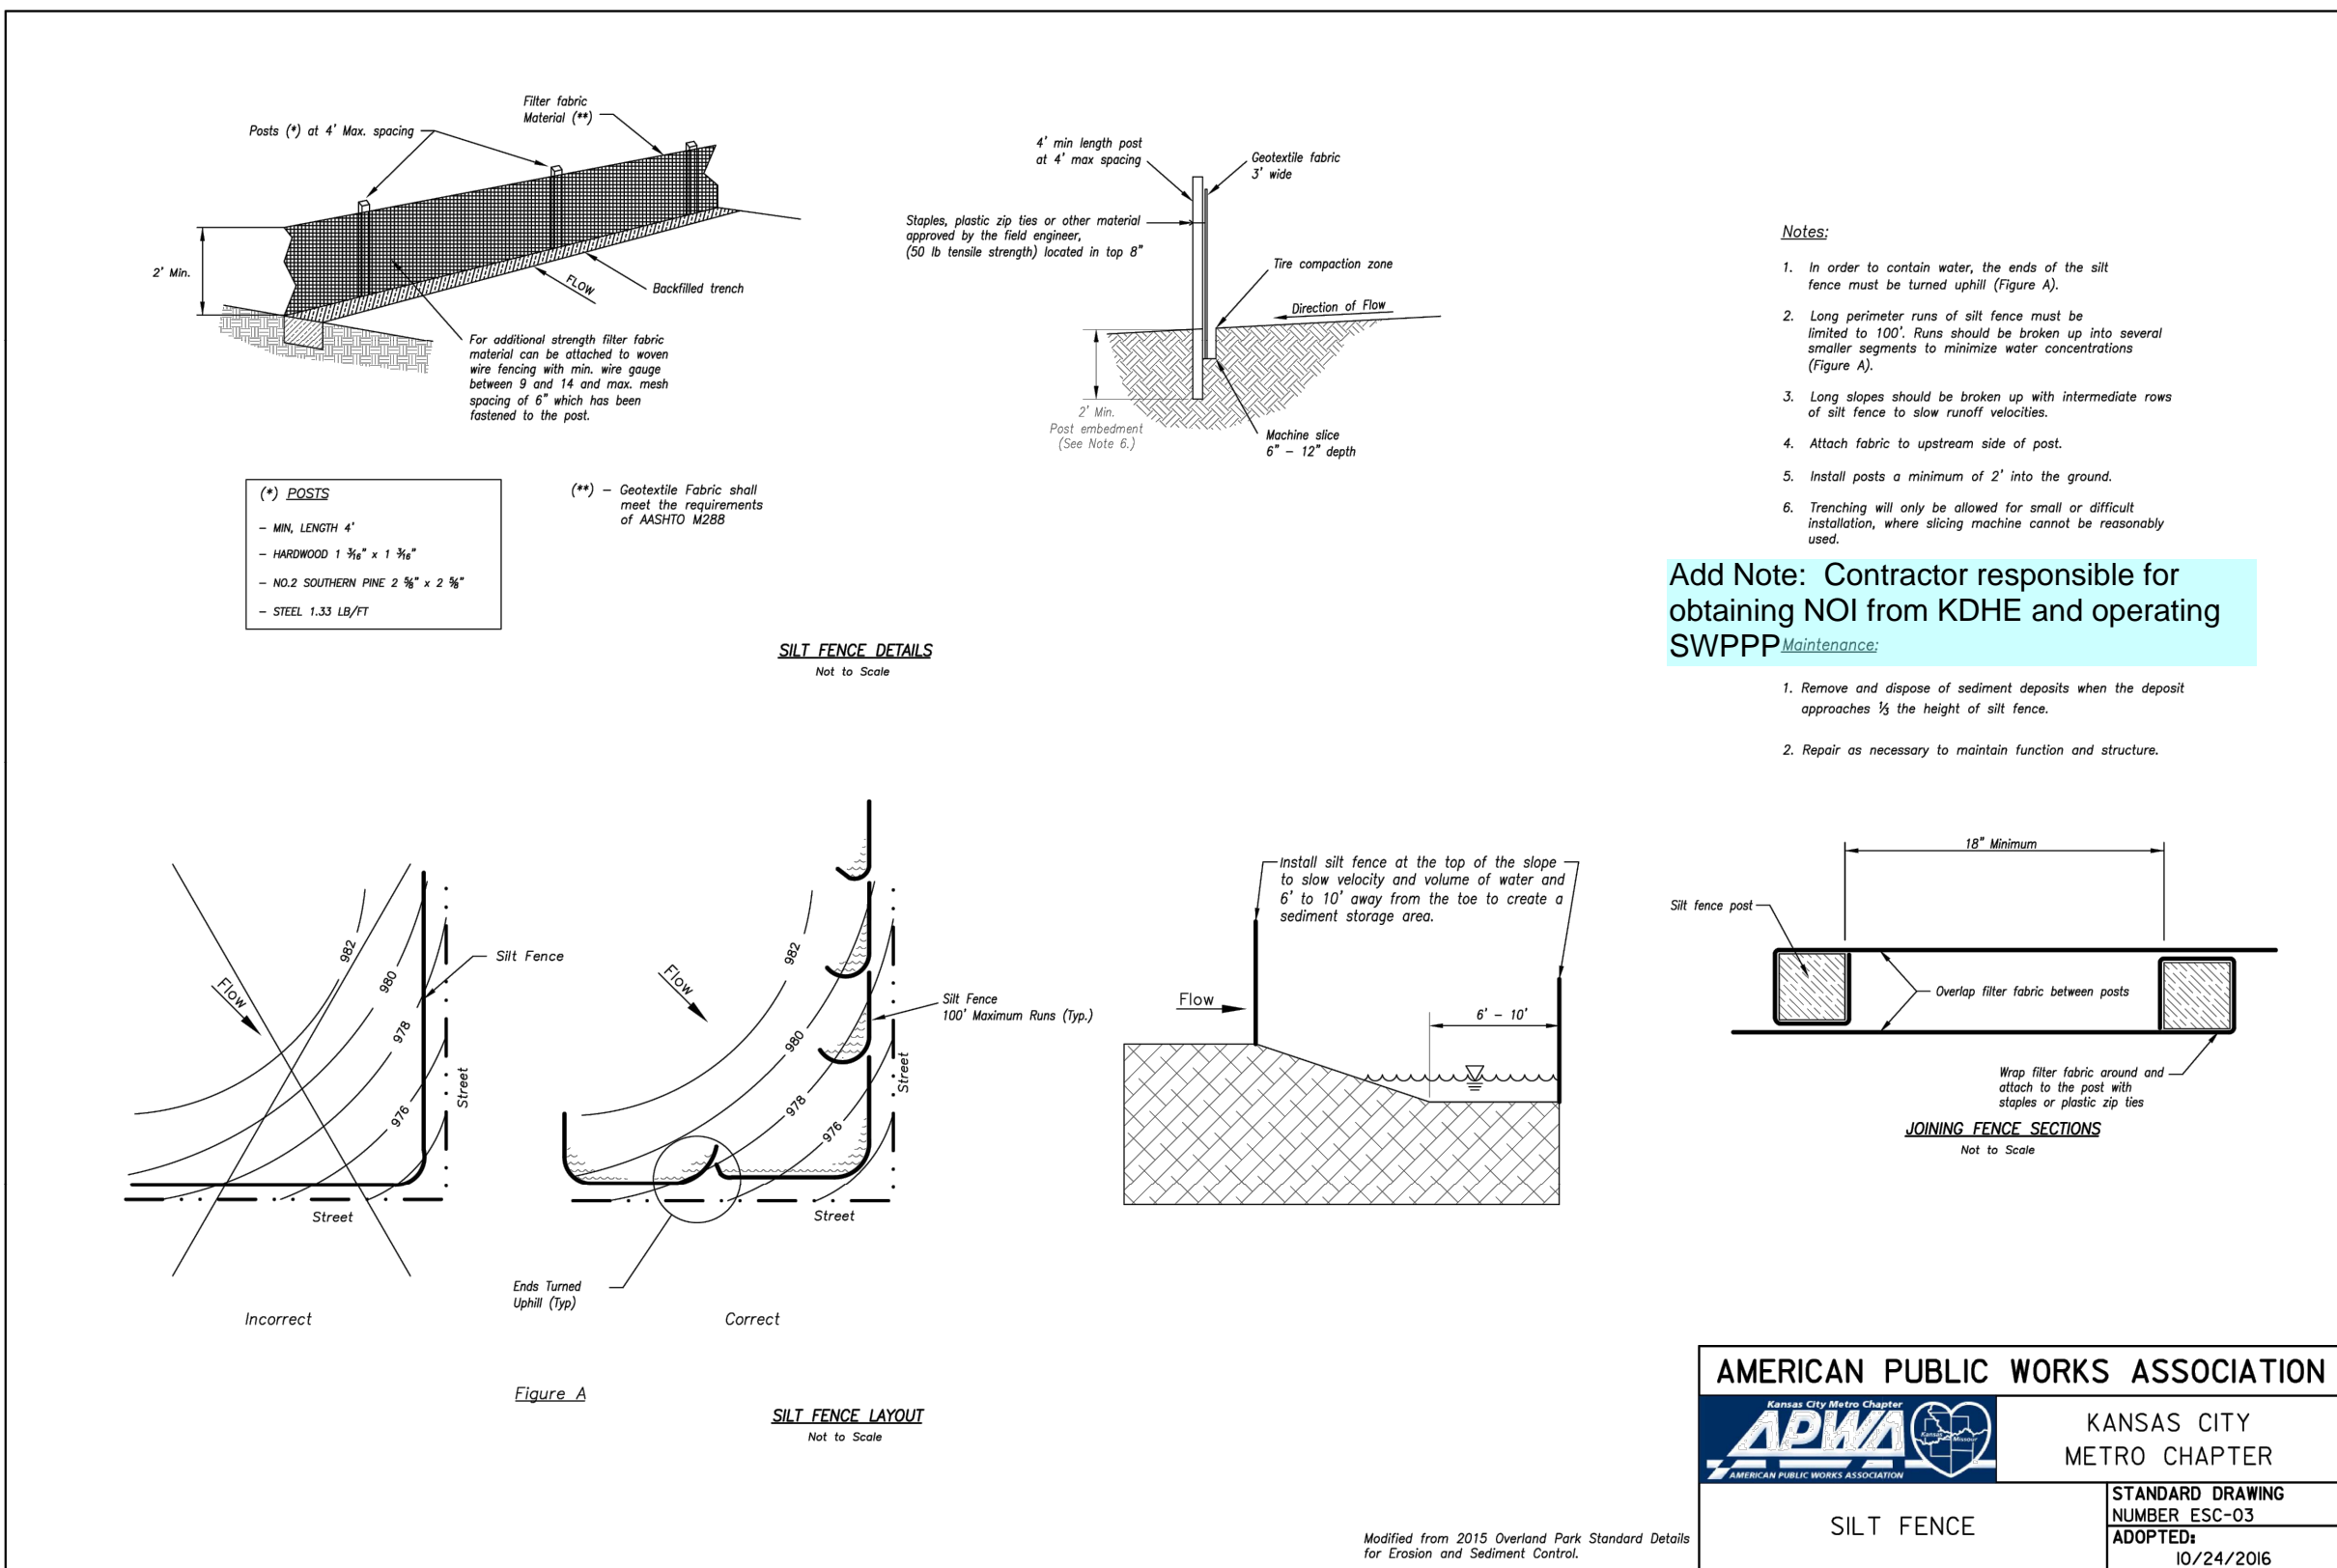 Filter fabric
Material (**)
Posts (*) at 4' Max. spacing
2' Min.
FLOW
Backfilled trench
For additional strength filter fabric
material can be attached to woven
wire fencing with min. wire gauge
between 9 and 14 and max. mesh
spacing of 6" which has been
fastened to the post.
4' min length post
at 4' max spacing
Geotextile fabric
3' wide
Staples, plastic zip ties or other material
approved by the field engineer,
(50 lb tensile strength) located in top 8"
Tire compaction zone
Direction of Flow
2' Min.
Post embedment
(See Note 6.)
Machine slice
6" – 12" depth
(*) POSTS
– MIN, LENGTH 4'
– HARDWOOD 1 3/16" x 1 3/16"
– NO.2 SOUTHERN PINE 2 5/8" x 2 5/8"
– STEEL 1.33 LB/FT
(**) – Geotextile Fabric shall
meet the requirements
of AASHTO M288
SILT FENCE DETAILS
Not to Scale
Notes:
1. In order to contain water, the ends of the silt
fence must be turned uphill (Figure A).
2. Long perimeter runs of silt fence must be
limited to 100'. Runs should be broken up into several
smaller segments to minimize water concentrations
(Figure A).
3. Long slopes should be broken up with intermediate rows
of silt fence to slow runoff velocities.
4. Attach fabric to upstream side of post.
5. Install posts a minimum of 2' into the ground.
6. Trenching will only be allowed for small or difficult
installation, where slicing machine cannot be reasonably
used.
Add Note: Contractor responsible for
obtaining NOI from KDHE and operating
SWPPP
Maintenance:
1. Remove and dispose of sediment deposits when the deposit
approaches 1/3 the height of silt fence.
2. Repair as necessary to maintain function and structure.
982
980
978
976
Flow
Silt Fence
Street
Street
Incorrect
982
980
978
976
Flow
Silt Fence
100' Maximum Runs (Typ.)
Street
Street
Ends Turned
Uphill (Typ)
Correct
Figure A
SILT FENCE LAYOUT
Not to Scale
Install silt fence at the top of the slope
to slow velocity and volume of water and
6' to 10' away from the toe to create a
sediment storage area.
Flow
6' – 10'
18" Minimum
Silt fence post
Overlap filter fabric between posts
Wrap filter fabric around and
attach to the post with
staples or plastic zip ties
JOINING FENCE SECTIONS
Not to Scale
Modified from 2015 Overland Park Standard Details
for Erosion and Sediment Control.
AMERICAN PUBLIC WORKS ASSOCIATION
Kansas City Metro Chapter
APWA
Kansas
Missouri
AMERICAN PUBLIC WORKS ASSOCIATION
KANSAS CITY
METRO CHAPTER
SILT FENCE
STANDARD DRAWING
NUMBER ESC-03
ADOPTED:
10/24/2016